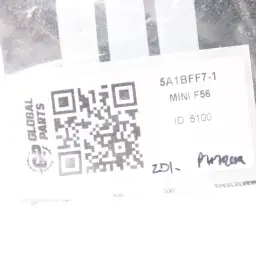 GLOBAL
PARTS
5A1BFF7-1
MINI F56
ID 5100